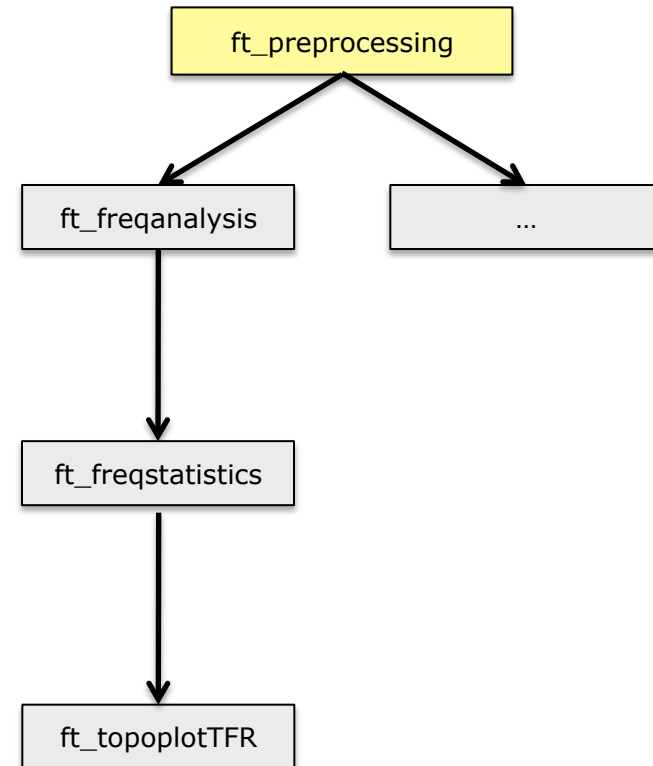 ft_preprocessing
ft_freqanalysis
...
ft_freqstatistics
ft_topoplotTFR